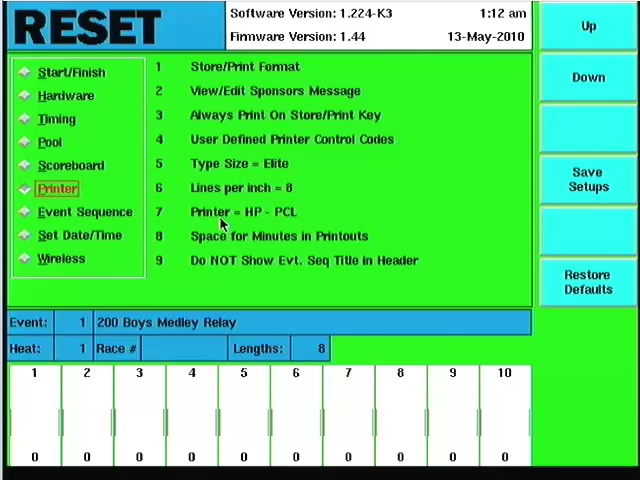 RESET
Software Version: 1.224-K3 1:12 am
Firmware Version: 1.44 13-May-2010
Up
Down
Save
Setups
Restore
Defaults
Start/Finish
Hardware
Timing
Pool
Scoreboard
Printer
Event Sequence
Set Date/Time
Wireless
1 Store/Print Format
2 View/Edit Sponsors Message
3 Always Print On Store/Print Key
4 User Defined Printer Control Codes
5 Type Size = Elite
6 Lines per inch = 8
7 Printer = HP - PCL
8 Space for Minutes in Printouts
9 Do NOT Show Evt. Seq Title in Header
Event: 1 200 Boys Medley Relay
Heat: 1 Race # Lengths: 8
1 2 3 4 5 6 7 8 9 10
0 0 0 0 0 0 0 0 0 0